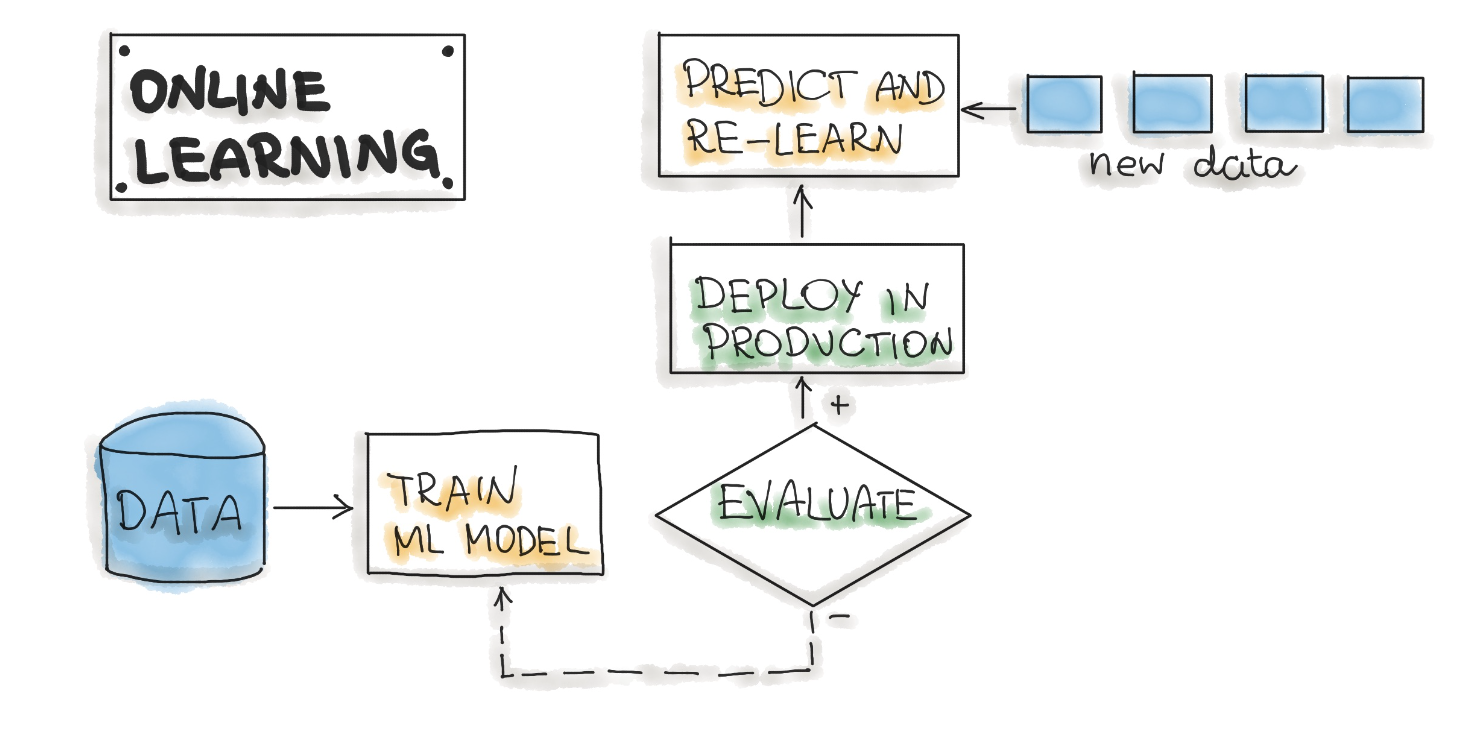 ONLINE
LEARNING
PREDICT AND
RE-LEARN
new data
DEPLOY IN
PRODUCTION
+
DATA
TRAIN
ML MODEL
EVALUATE
-